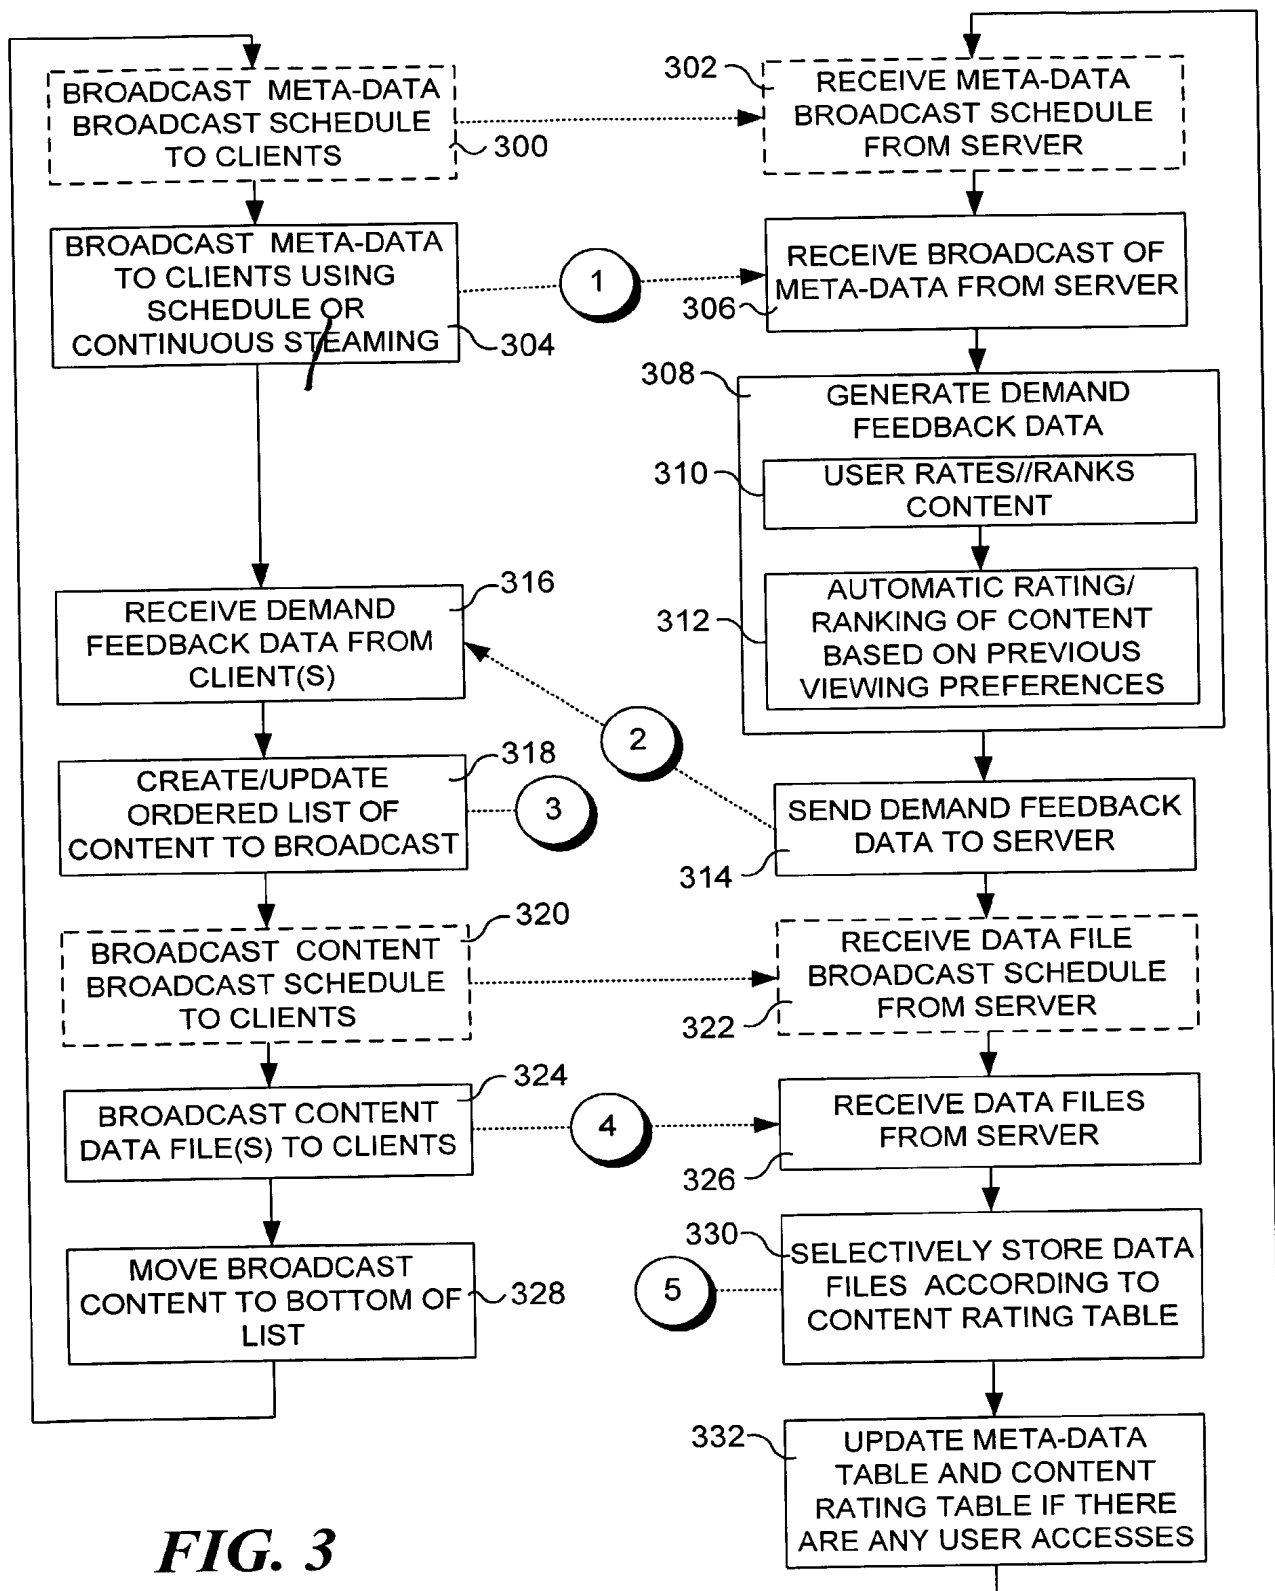 BROADCAST META-DATA
BROADCAST SCHEDULE
TO CLIENTS
300
302
RECEIVE META-DATA
BROADCAST SCHEDULE
FROM SERVER
BROADCAST META-DATA
TO CLIENTS USING
SCHEDULE OR
CONTINUOUS STEAMING
304
1
RECEIVE BROADCAST OF
META-DATA FROM SERVER
306
308
GENERATE DEMAND
FEEDBACK DATA
310
USER RATES//RANKS
CONTENT
312
AUTOMATIC RATING/
RANKING OF CONTENT
BASED ON PREVIOUS
VIEWING PREFERENCES
316
RECEIVE DEMAND
FEEDBACK DATA FROM
CLIENT(S)
2
318
CREATE/UPDATE
ORDERED LIST OF
CONTENT TO BROADCAST
3
SEND DEMAND FEEDBACK
DATA TO SERVER
314
320
BROADCAST CONTENT
BROADCAST SCHEDULE
TO CLIENTS
RECEIVE DATA FILE
BROADCAST SCHEDULE
FROM SERVER
322
324
BROADCAST CONTENT
DATA FILE(S) TO CLIENTS
4
RECEIVE DATA FILES
FROM SERVER
326
MOVE BROADCAST
CONTENT TO BOTTOM OF
LIST
328
330
5
SELECTIVELY STORE DATA
FILES ACCORDING TO
CONTENT RATING TABLE
332
UPDATE META-DATA
TABLE AND CONTENT
RATING TABLE IF THERE
ARE ANY USER ACCESSES
FIG. 3